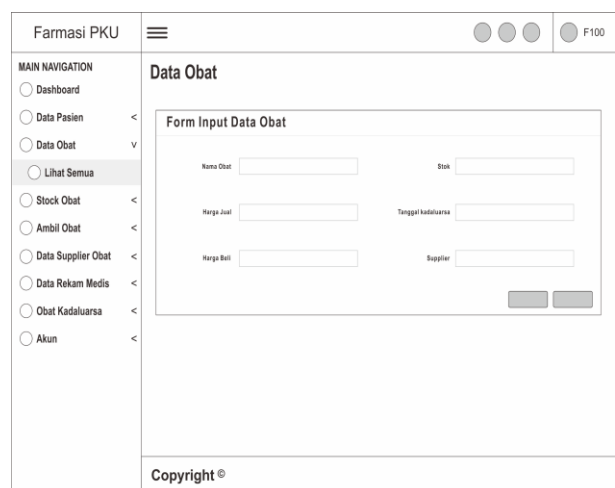 Farmasi PKU
F100
MAIN NAVIGATION
Dashboard
Data Pasien <
Data Obat v
Lihat Semua
Stock Obat <
Ambil Obat <
Data Supplier Obat <
Data Rekam Medis <
Obat Kadaluarsa <
Akun <
Data Obat
Form Input Data Obat
Nama Obat
Stok
Harga Jual
Tanggal kadaluarsa
Harga Beli
Supplier
Copyright ©